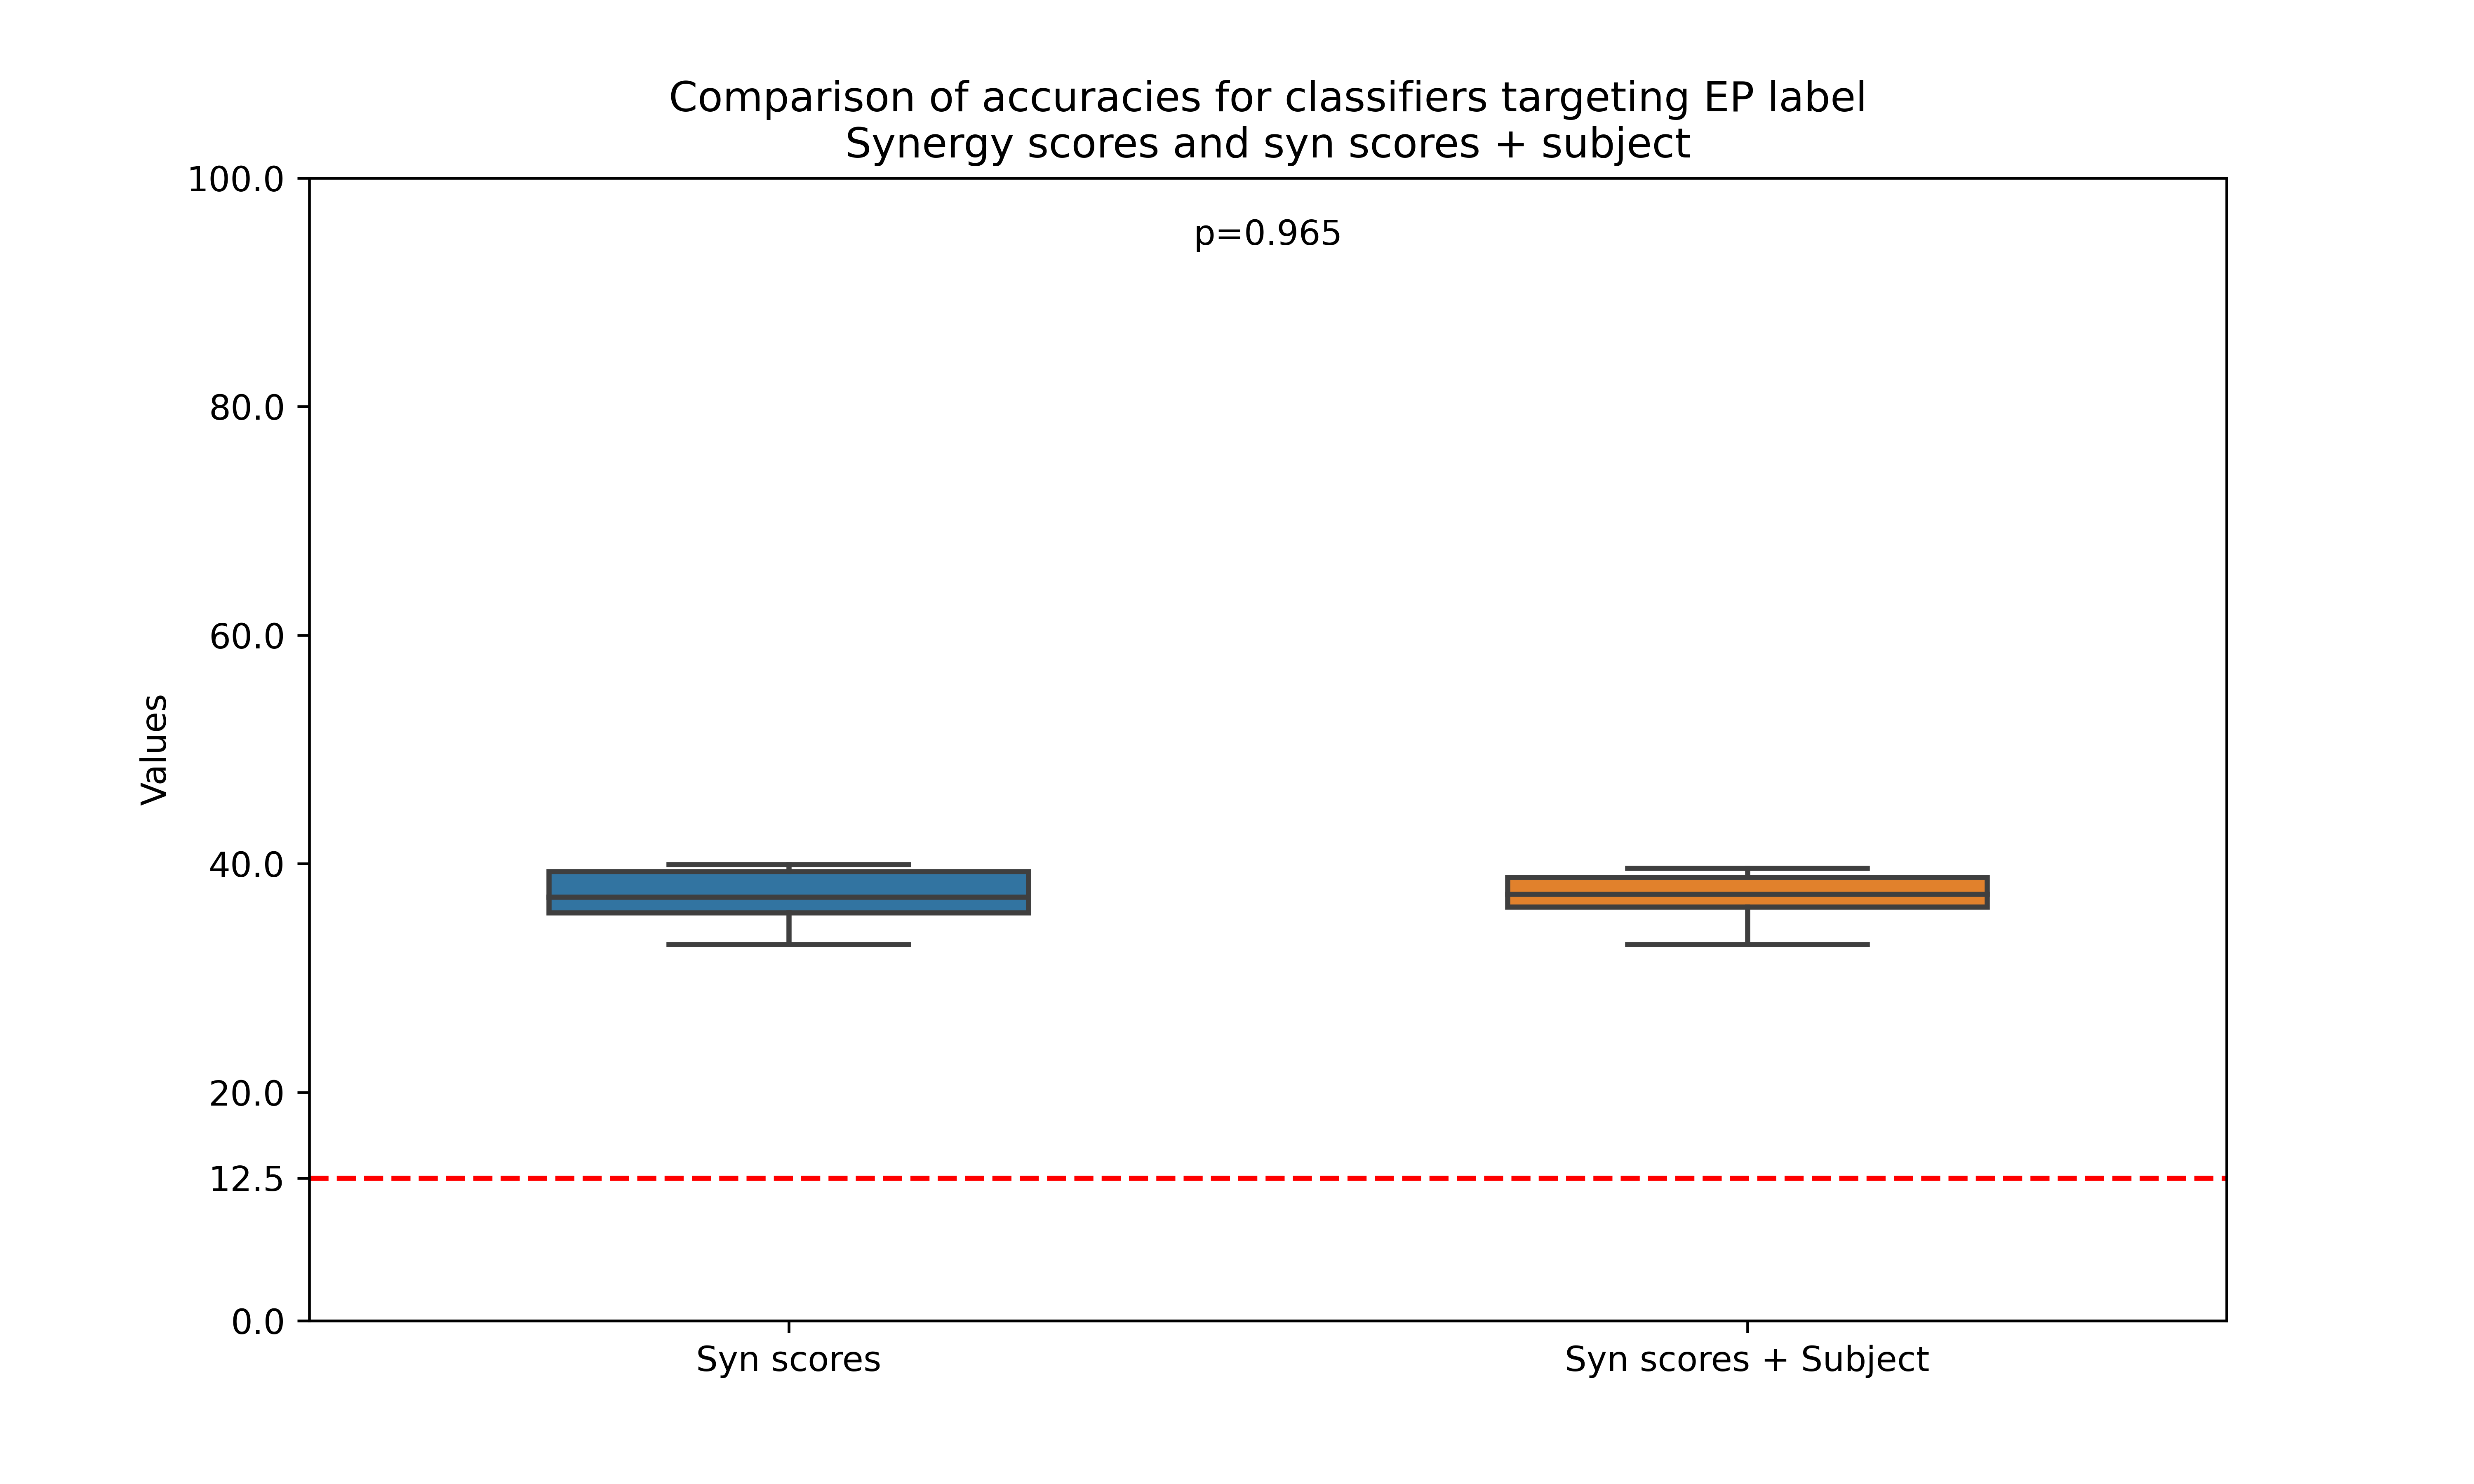 Comparison of accuracies for classifiers targeting EP label
Synergy scores and syn scores + subject
100.0
p=0.965
80.0
60.0
Values
40.0
20.0
12.5
0.0
Syn scores
Syn scores + Subject